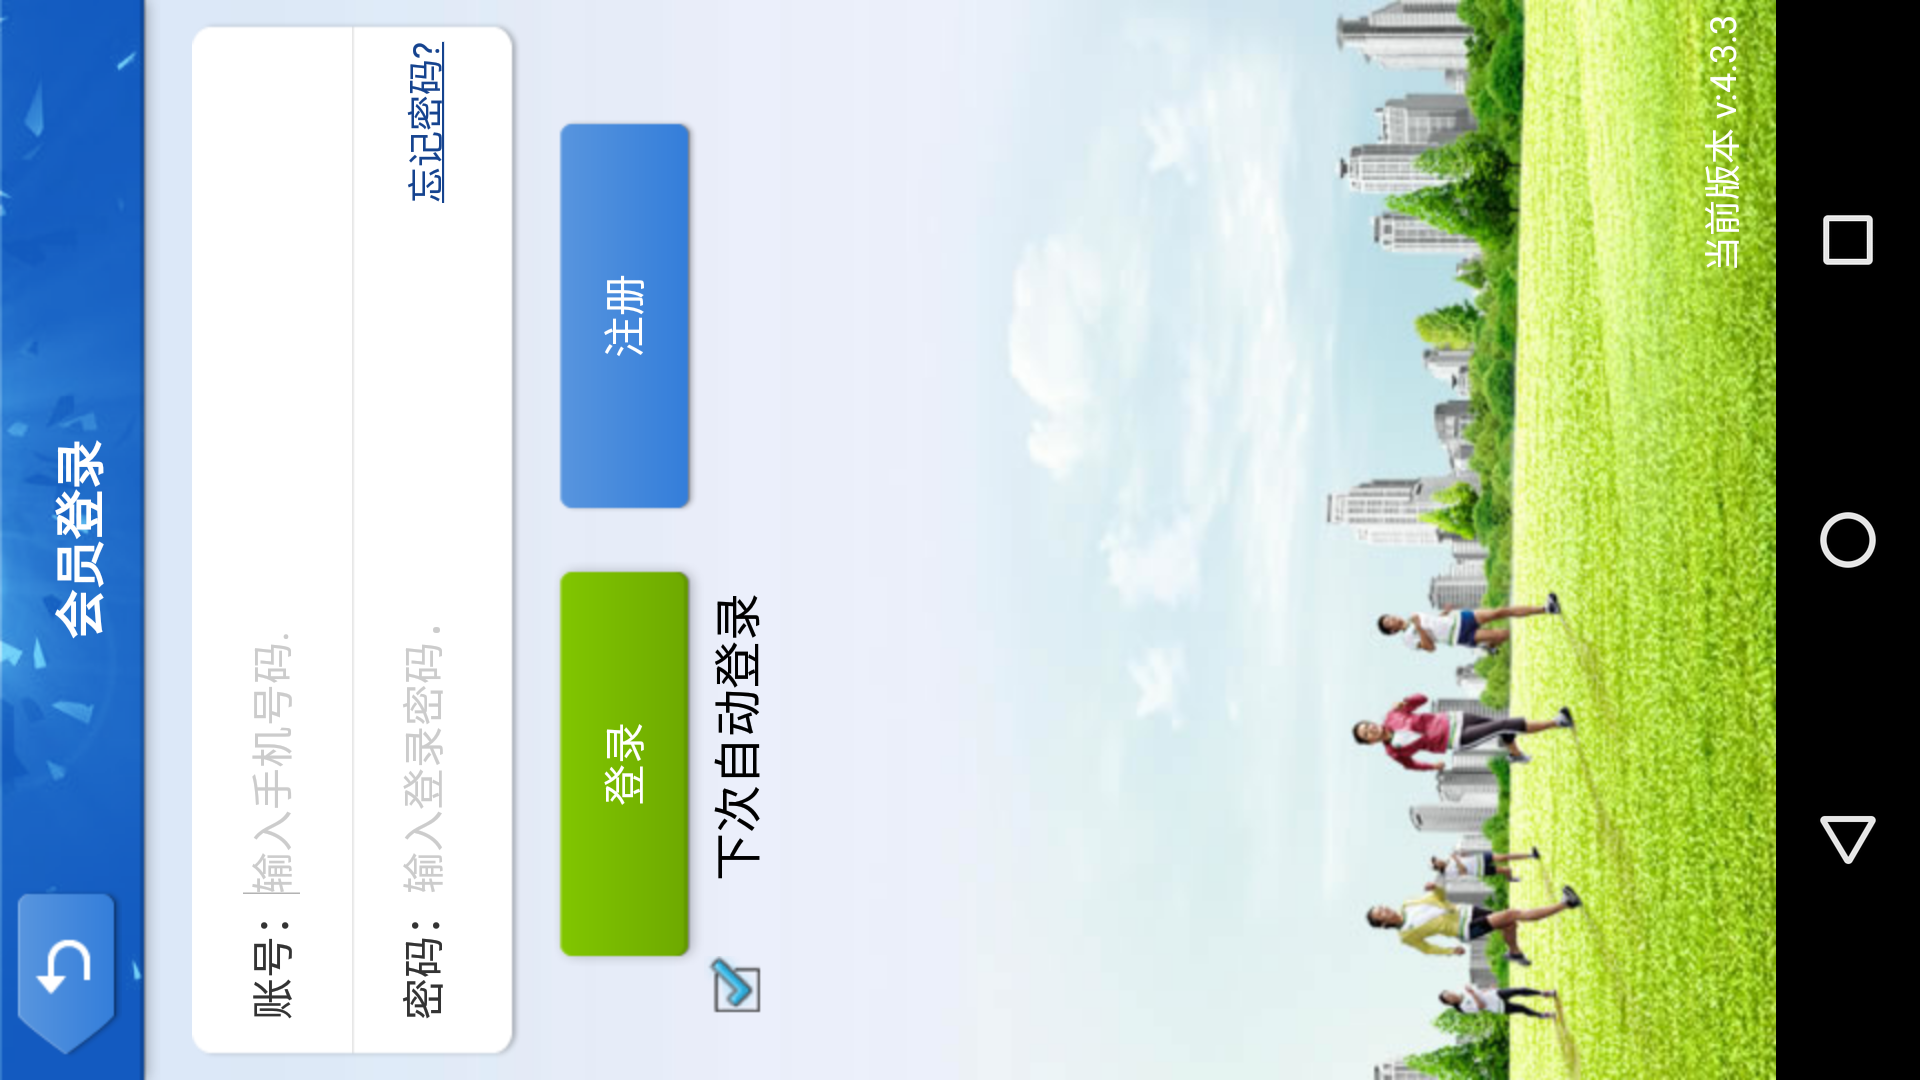 会员登录
账号：输入手机号码.
密码：输入登录密码. 忘记密码?
登录 注册
下次自动登录
当前版本 v:4.3.3